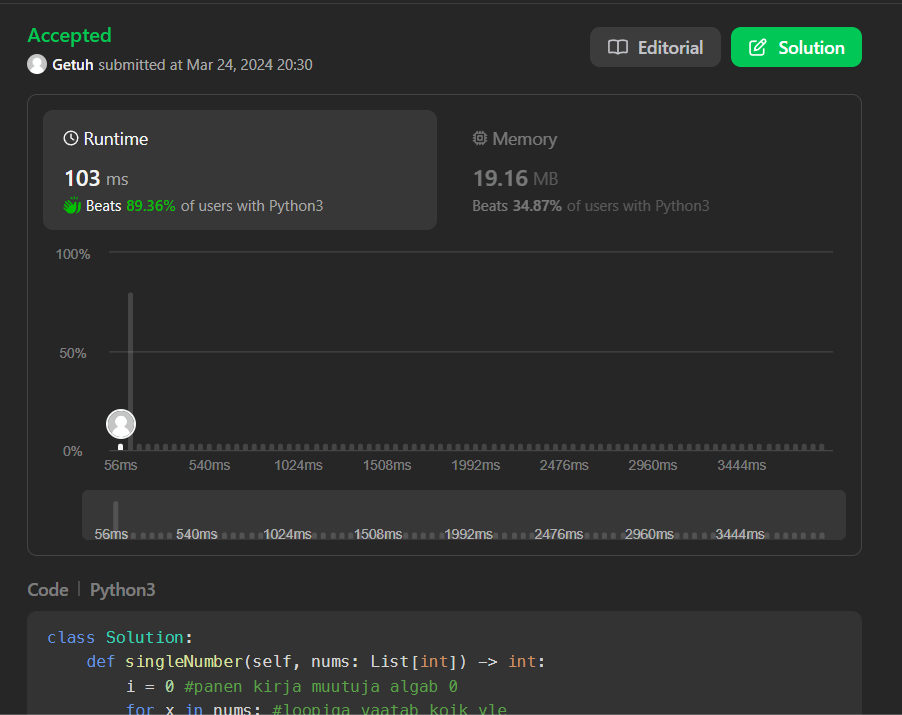 Accepted
Getuh submitted at Mar 24, 2024 20:30
Editorial
Solution
Runtime
103 ms
Beats 89.36% of users with Python3
Memory
19.16 MB
Beats 34.87% of users with Python3
100%
50%
0%
56ms 540ms 1024ms 1508ms 1992ms 2476ms 2960ms 3444ms
56ms 540ms 1024ms 1508ms 1992ms 2476ms 2960ms 3444ms
Code | Python3
class Solution:
def singleNumber(self, nums: List[int]) -> int:
i = 0 #panen kirja muutuja algab 0
for x in nums: #loopiga vaatab koik yle